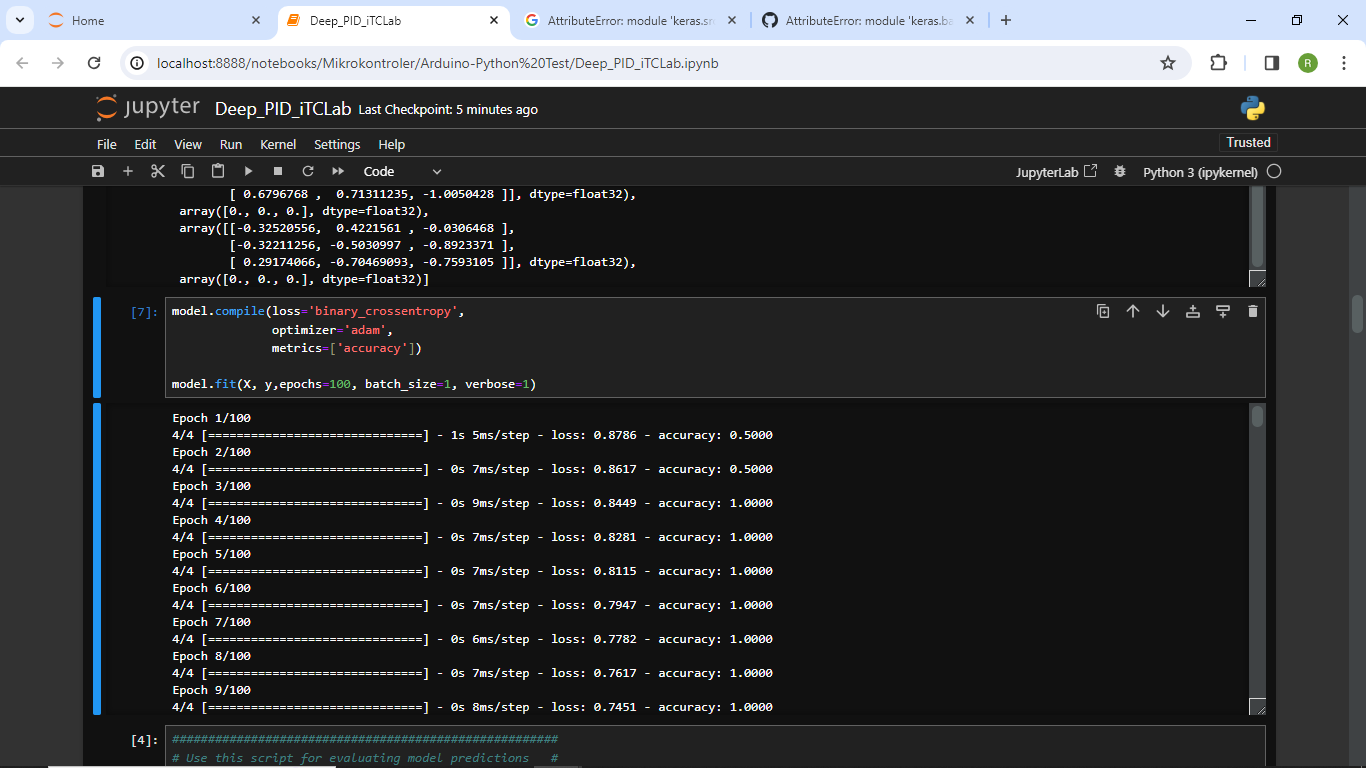 Home
Deep_PID_iTCLab
AttributeError: module 'keras.sr
AttributeError: module 'keras.ba
localhost:8888/notebooks/Mikrokontroler/Arduino-Python%20Test/Deep_PID_iTCLab.ipynb
R
jupyter Deep_PID_iTCLab Last Checkpoint: 5 minutes ago
File Edit View Run Kernel Settings Help
Trusted
Code
JupyterLab
Python 3 (ipykernel)
[ 0.6796768 ,  0.71311235, -1.0050428 ]], dtype=float32),
array([0., 0., 0.], dtype=float32),
array([[-0.32520556,  0.4221561 , -0.0306468 ],
[-0.32211256, -0.5030997 , -0.8923371 ],
[ 0.29174066, -0.70469093, -0.7593105 ]], dtype=float32),
array([0., 0., 0.], dtype=float32)]
[7]: model.compile(loss='binary_crossentropy',
optimizer='adam',
metrics=['accuracy'])
model.fit(X, y,epochs=100, batch_size=1, verbose=1)
Epoch 1/100
4/4 [==============================] - 1s 5ms/step - loss: 0.8786 - accuracy: 0.5000
Epoch 2/100
4/4 [==============================] - 0s 7ms/step - loss: 0.8617 - accuracy: 0.5000
Epoch 3/100
4/4 [==============================] - 0s 9ms/step - loss: 0.8449 - accuracy: 1.0000
Epoch 4/100
4/4 [==============================] - 0s 7ms/step - loss: 0.8281 - accuracy: 1.0000
Epoch 5/100
4/4 [==============================] - 0s 7ms/step - loss: 0.8115 - accuracy: 1.0000
Epoch 6/100
4/4 [==============================] - 0s 7ms/step - loss: 0.7947 - accuracy: 1.0000
Epoch 7/100
4/4 [==============================] - 0s 6ms/step - loss: 0.7782 - accuracy: 1.0000
Epoch 8/100
4/4 [==============================] - 0s 7ms/step - loss: 0.7617 - accuracy: 1.0000
Epoch 9/100
4/4 [==============================] - 0s 8ms/step - loss: 0.7451 - accuracy: 1.0000
[4]: ######################################################
# Use this script for evaluating model predictions   #